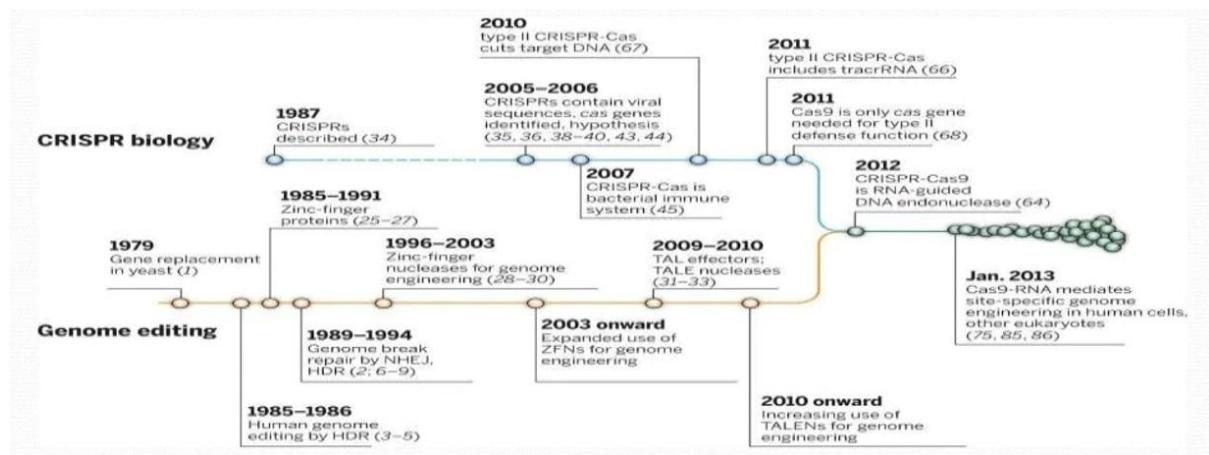 2010
type II CRISPR-Cas
cuts target DNA (67)
2011
type II CRISPR-Cas
includes tracrRNA (66)
2005–2006
CRISPRs contain viral
sequences, cas genes
identified, hypothesis
(35, 36, 38–40, 43, 44)
2011
Cas9 is only cas gene
needed for type II
defense function (68)
1987
CRISPRs
described (34)
CRISPR biology
2007
CRISPR-Cas is
bacterial immune
system (45)
2012
CRISPR-Cas9
is RNA-guided
DNA endonuclease (64)
1985–1991
Zinc-finger
proteins (25–27)
1979
Gene replacement
in yeast (1)
1996–2003
Zinc-finger
nucleases for genome
engineering (28–30)
2009–2010
TAL effectors;
TALE nucleases
(31–33)
Jan. 2013
Cas9-RNA mediates
site-specific genome
engineering in human cells,
other eukaryotes
(75, 85, 86)
Genome editing
1989–1994
Genome break
repair by NHEJ,
HDR (2; 6–9)
2003 onward
Expanded use of
ZFNs for genome
engineering
1985–1986
Human genome
editing by HDR (3–5)
2010 onward
Increasing use of
TALENs for genome
engineering